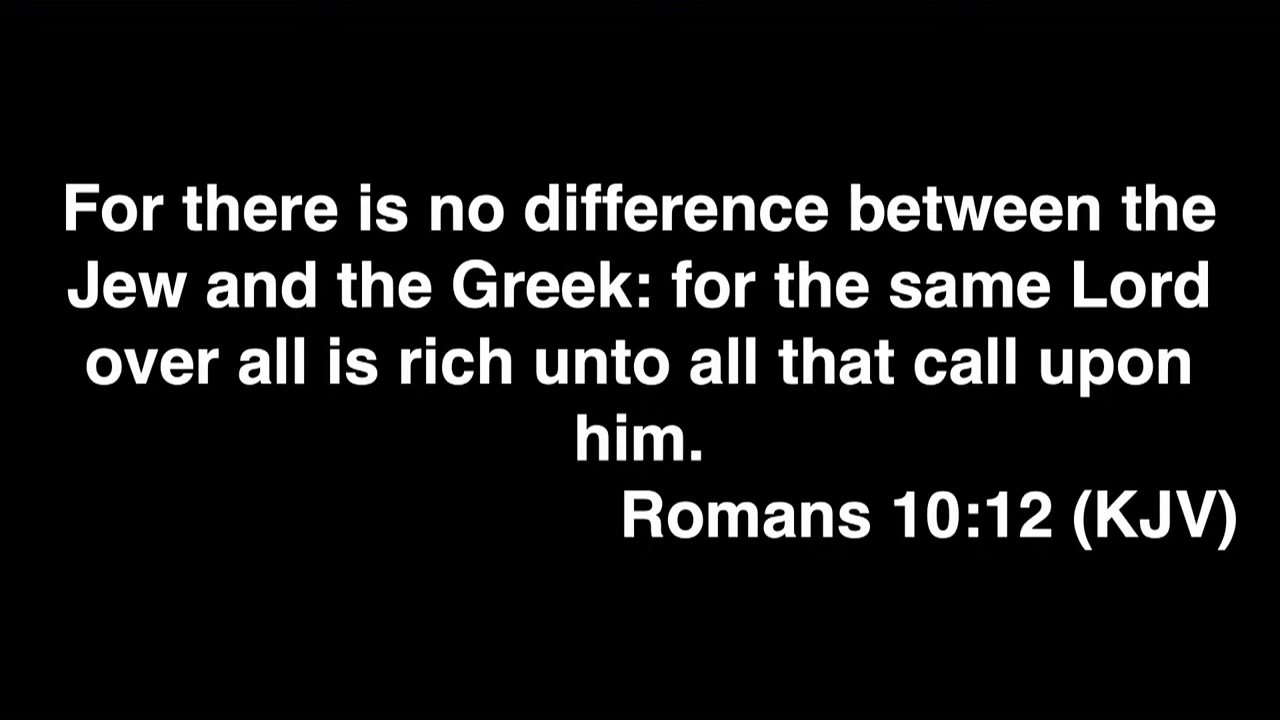 For there is no difference between the
Jew and the Greek: for the same Lord
over all is rich unto all that call upon
him.
Romans 10:12 (KJV)